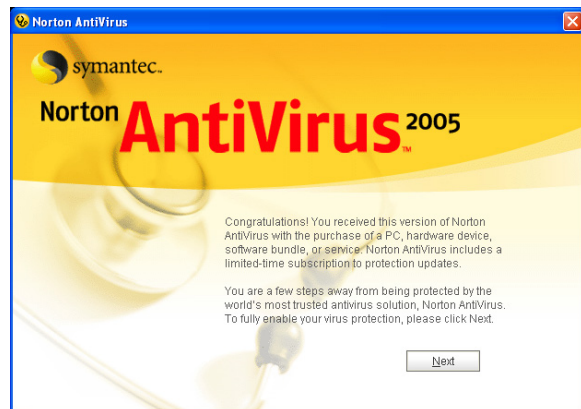 Norton AntiVirus
symantec™
Norton AntiVirus™ 2005
Congratulations! You received this version of Norton
AntiVirus with the purchase of a PC, hardware device,
software bundle, or service. Norton AntiVirus includes a
limited-time subscription to protection updates.
You are a few steps away from being protected by the
world's most trusted antivirus solution, Norton AntiVirus.
To fully enable your virus protection, please click Next.
Next